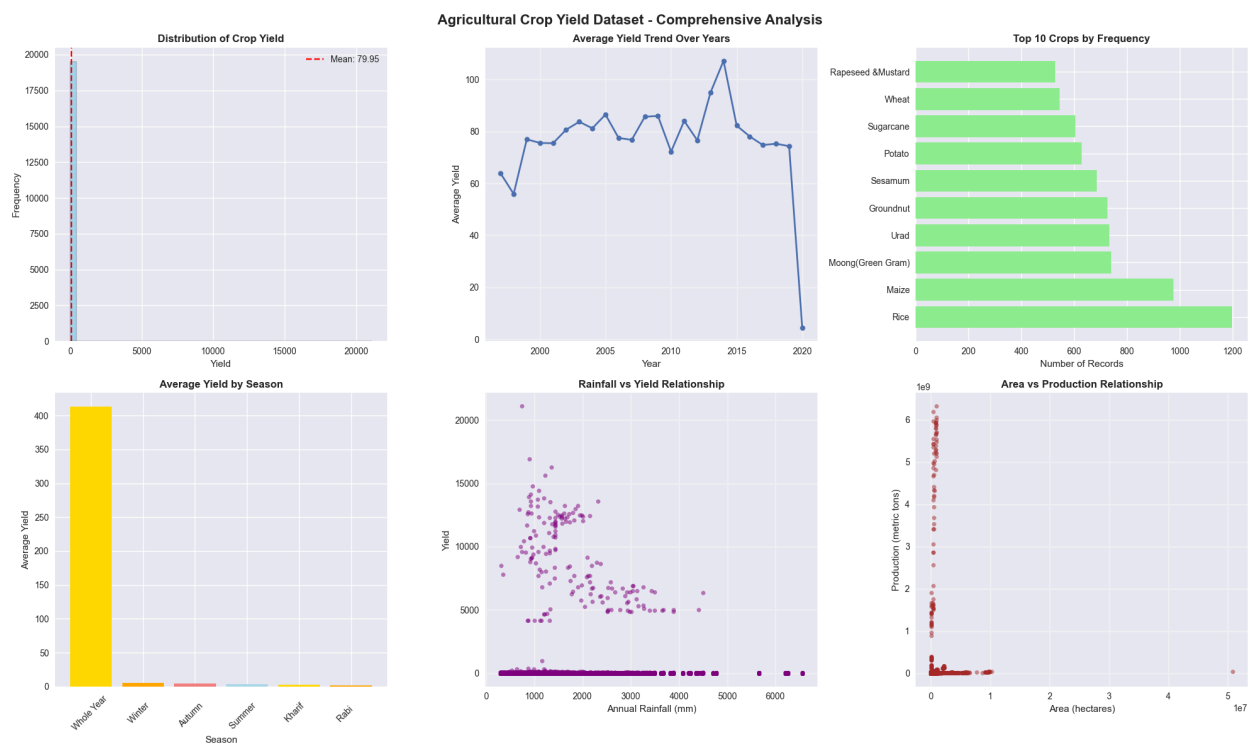 Agricultural Crop Yield Dataset - Comprehensive Analysis
Distribution of Crop Yield
20000
17500
15000
12500
10000
7500
5000
2500
0
Frequency
Mean: 79.95
0 5000 10000 15000 20000
Yield
Average Yield Trend Over Years
100
80
60
40
20
0
Average Yield
2000 2005 2010 2015 2020
Year
Top 10 Crops by Frequency
Rapeseed &Mustard
Wheat
Sugarcane
Potato
Sesamum
Groundnut
Urad
Moong(Green Gram)
Maize
Rice
0 200 400 600 800 1000 1200
Number of Records
Average Yield by Season
400
350
300
250
200
150
100
50
0
Average Yield
Whole Year Winter Autumn Summer Kharif Rabi
Season
Rainfall vs Yield Relationship
20000
15000
10000
5000
0
Yield
0 1000 2000 3000 4000 5000 6000
Annual Rainfall (mm)
Area vs Production Relationship
1e9
6
5
4
3
2
1
0
Production (metric tons)
0 1 2 3 4 5
1e7
Area (hectares)